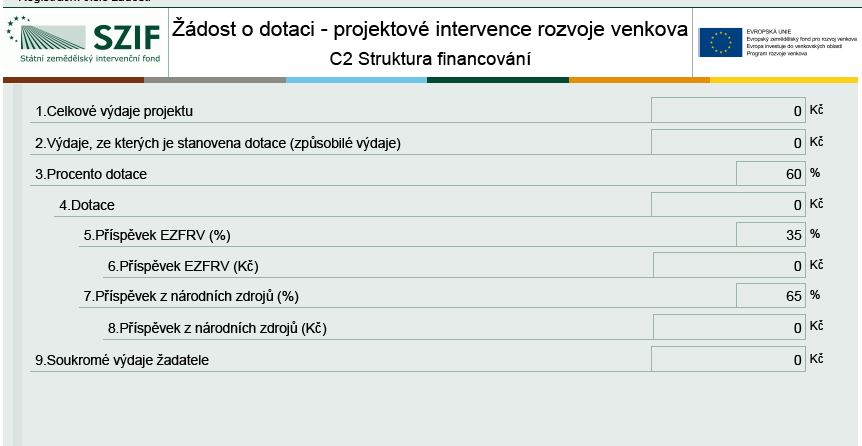 SZIF
Státní zemědělský intervenční fond
Žádost o dotaci - projektové intervence rozvoje venkova
C2 Struktura financování
EVROPSKÁ UNIE
Evropský zemědělský fond pro rozvoj venkova
Evropa investuje do venkovských oblastí
Program rozvoje venkova
1.Celkové výdaje projektu 0 Kč
2.Výdaje, ze kterých je stanovena dotace (způsobilé výdaje) 0 Kč
3.Procento dotace 60 %
4.Dotace 0 Kč
5.Příspěvek EZFRV (%) 35 %
6.Příspěvek EZFRV (Kč) 0 Kč
7.Příspěvek z národních zdrojů (%) 65 %
8.Příspěvek z národních zdrojů (Kč) 0 Kč
9.Soukromé výdaje žadatele 0 Kč